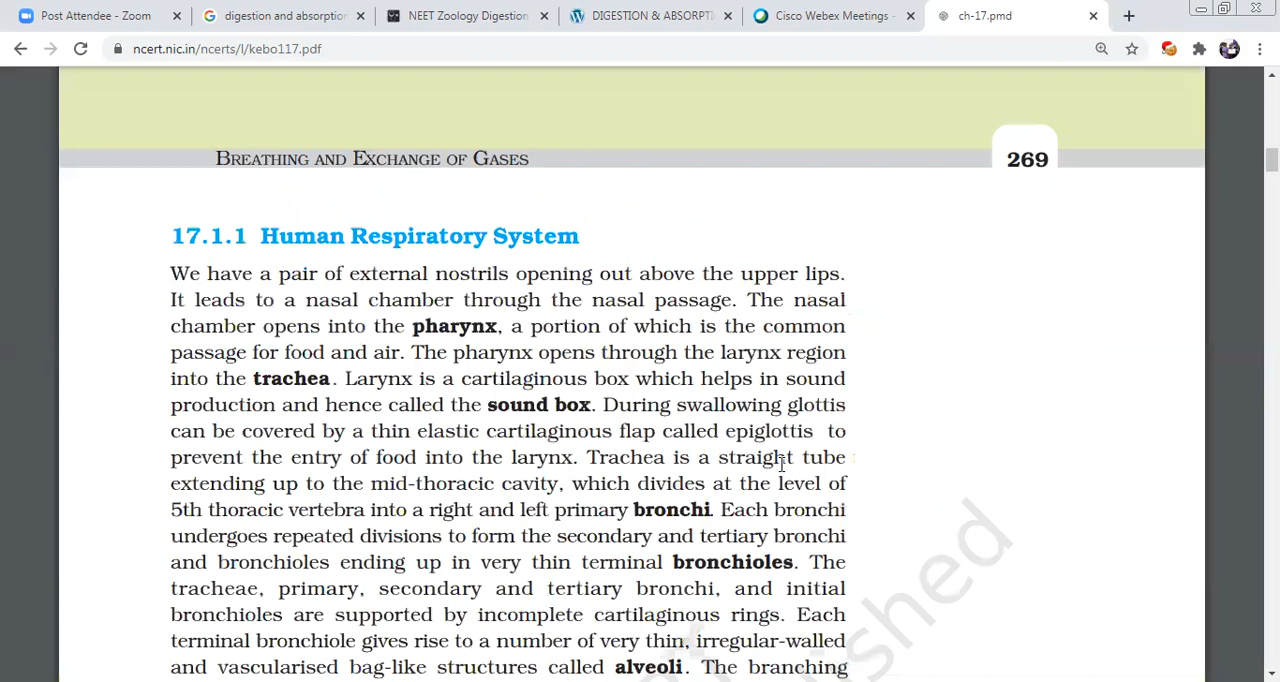 Post Attendee - Zoom
digestion and absorption
NEET Zoology Digestion
DIGESTION & ABSORPT
Cisco Webex Meetings -
ch-17.pmd
ncert.nic.in/ncerts/l/kebo117.pdf
BREATHING AND EXCHANGE OF GASES
269
17.1.1 Human Respiratory System
We have a pair of external nostrils opening out above the upper lips.
It leads to a nasal chamber through the nasal passage. The nasal
chamber opens into the pharynx, a portion of which is the common
passage for food and air. The pharynx opens through the larynx region
into the trachea. Larynx is a cartilaginous box which helps in sound
production and hence called the sound box. During swallowing glottis
can be covered by a thin elastic cartilaginous flap called epiglottis to
prevent the entry of food into the larynx. Trachea is a straight tube
extending up to the mid-thoracic cavity, which divides at the level of
5th thoracic vertebra into a right and left primary bronchi. Each bronchi
undergoes repeated divisions to form the secondary and tertiary bronchi
and bronchioles ending up in very thin terminal bronchioles. The
tracheae, primary, secondary and tertiary bronchi, and initial
bronchioles are supported by incomplete cartilaginous rings. Each
terminal bronchiole gives rise to a number of very thin, irregular-walled
and vascularised bag-like structures called alveoli. The branching